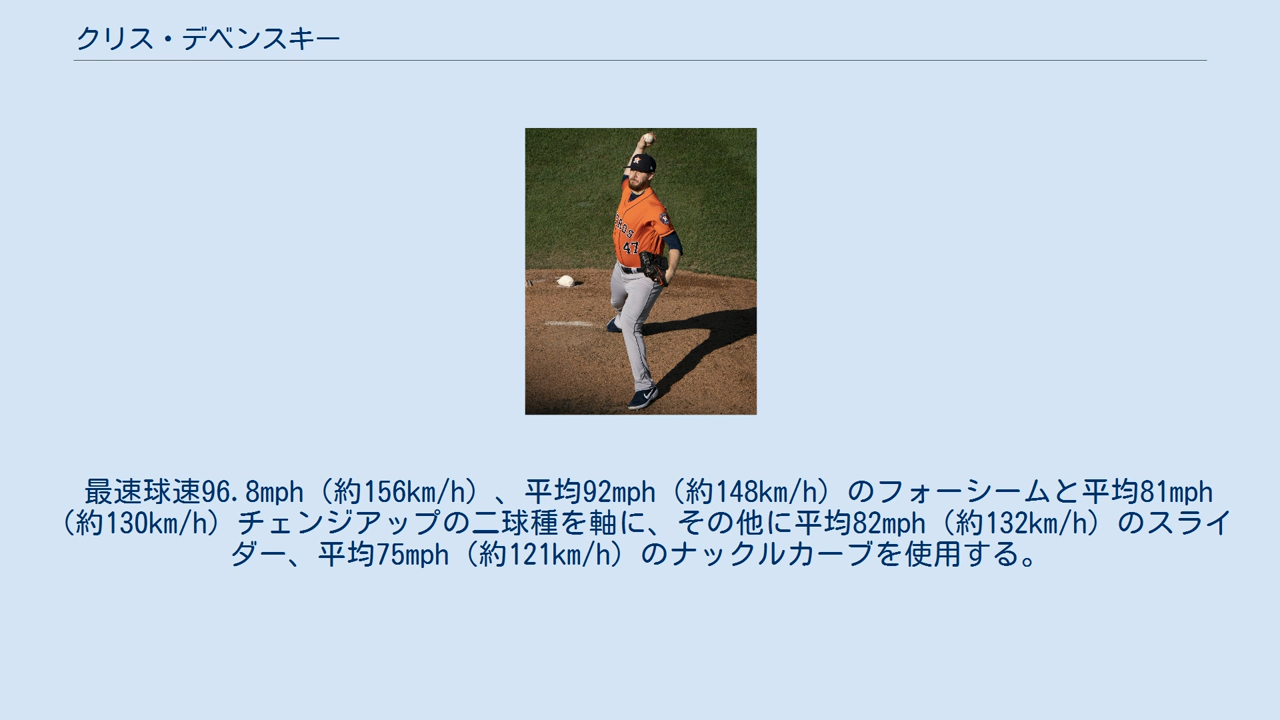 クリス・デベンスキー
ROS
47
最速球速96.8mph（約156km/h）、平均92mph（約148km/h）のフォーシームと平均81mph
（約130km/h）チェンジアップの二球種を軸に、その他に平均82mph（約132km/h）のスライ
ダー、平均75mph（約121km/h）のナックルカーブを使用する。